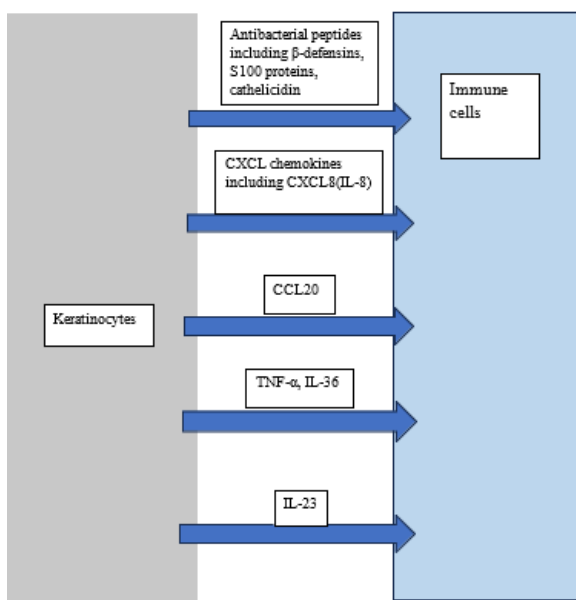 Antibacterial peptides
including β-defensins,
S100 proteins,
cathelicidin
Immune
cells
CXCL chemokines
including CXCL8(IL-8)
CCL20
Keratinocytes
TNF-α, IL-36
IL-23